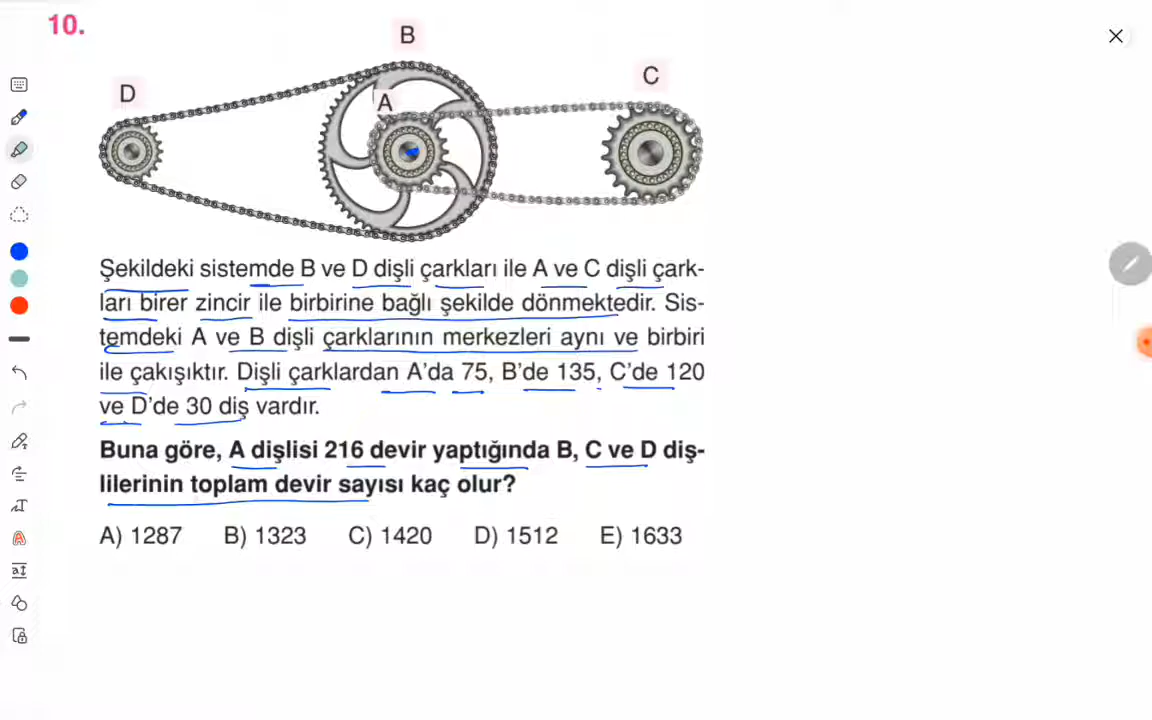 10.
B
D
C
A
Şekildeki sistemde B ve D dişli çarkları ile A ve C dişli çark-
ları birer zincir ile birbirine bağlı şekilde dönmektedir. Sis-
temdeki A ve B dişli çarklarının merkezleri aynı ve birbiri
ile çakışıktır. Dişli çarklardan A’da 75, B’de 135, C’de 120
ve D’de 30 diş vardır.
Buna göre, A dişlisi 216 devir yaptığında B, C ve D diş-
lilerinin toplam devir sayısı kaç olur?
A) 1287 B) 1323 C) 1420 D) 1512 E) 1633